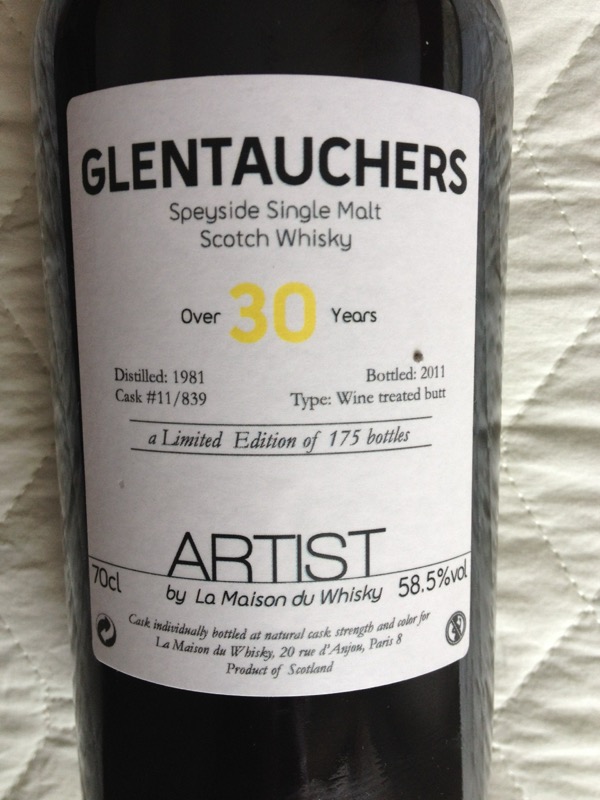 GLENTAUCHERS
Speyside Single Malt
Scotch Whisky
Over 30 Years
Distilled: 1981 Bottled: 2011
Cask #11/839 Type: Wine treated butt
a Limited Edition of 175 bottles
ARTIST
70cl by La Maison du Whisky 58,5%vol
Cask individually bottled at natural cask strength and color for
La Maison du Whisky, 20 rue d'Anjou, Paris 8
Product of Scotland